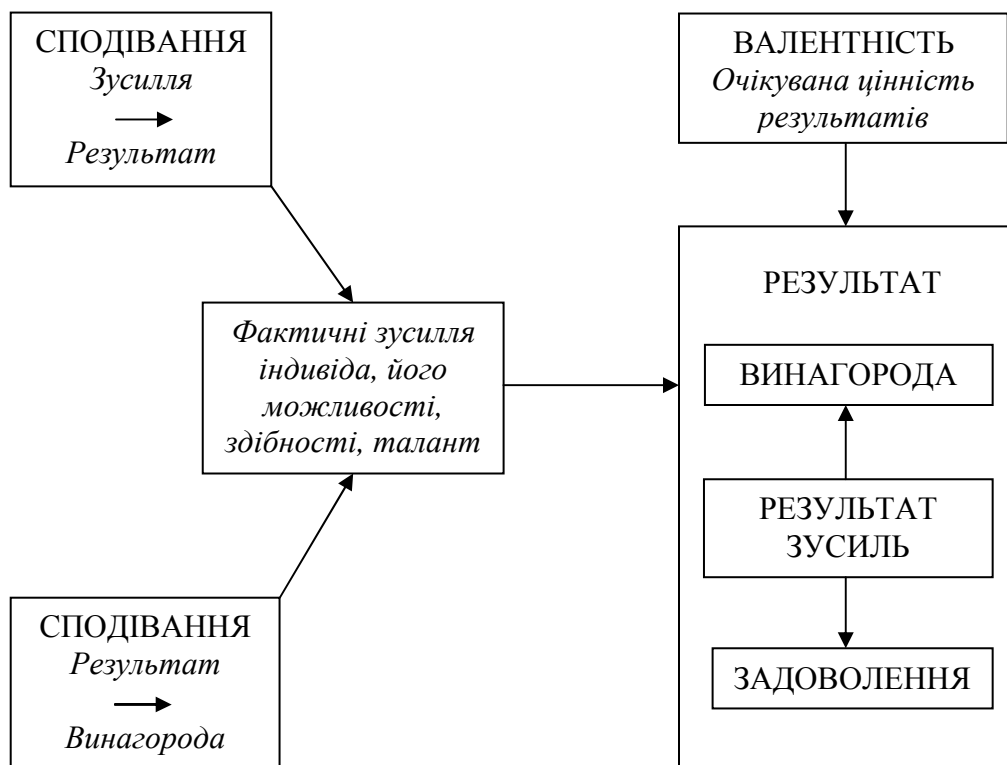 СПОДІВАННЯ
Зусилля
Результат
ВАЛЕНТНІСТЬ
Очікувана цінність
результатів
Фактичні зусилля
індивіда, його
можливості,
здібності, талант
СПОДІВАННЯ
Результат
Винагорода
РЕЗУЛЬТАТ
ВИНАГОРОДА
РЕЗУЛЬТАТ
ЗУСИЛЬ
ЗАДОВОЛЕННЯ